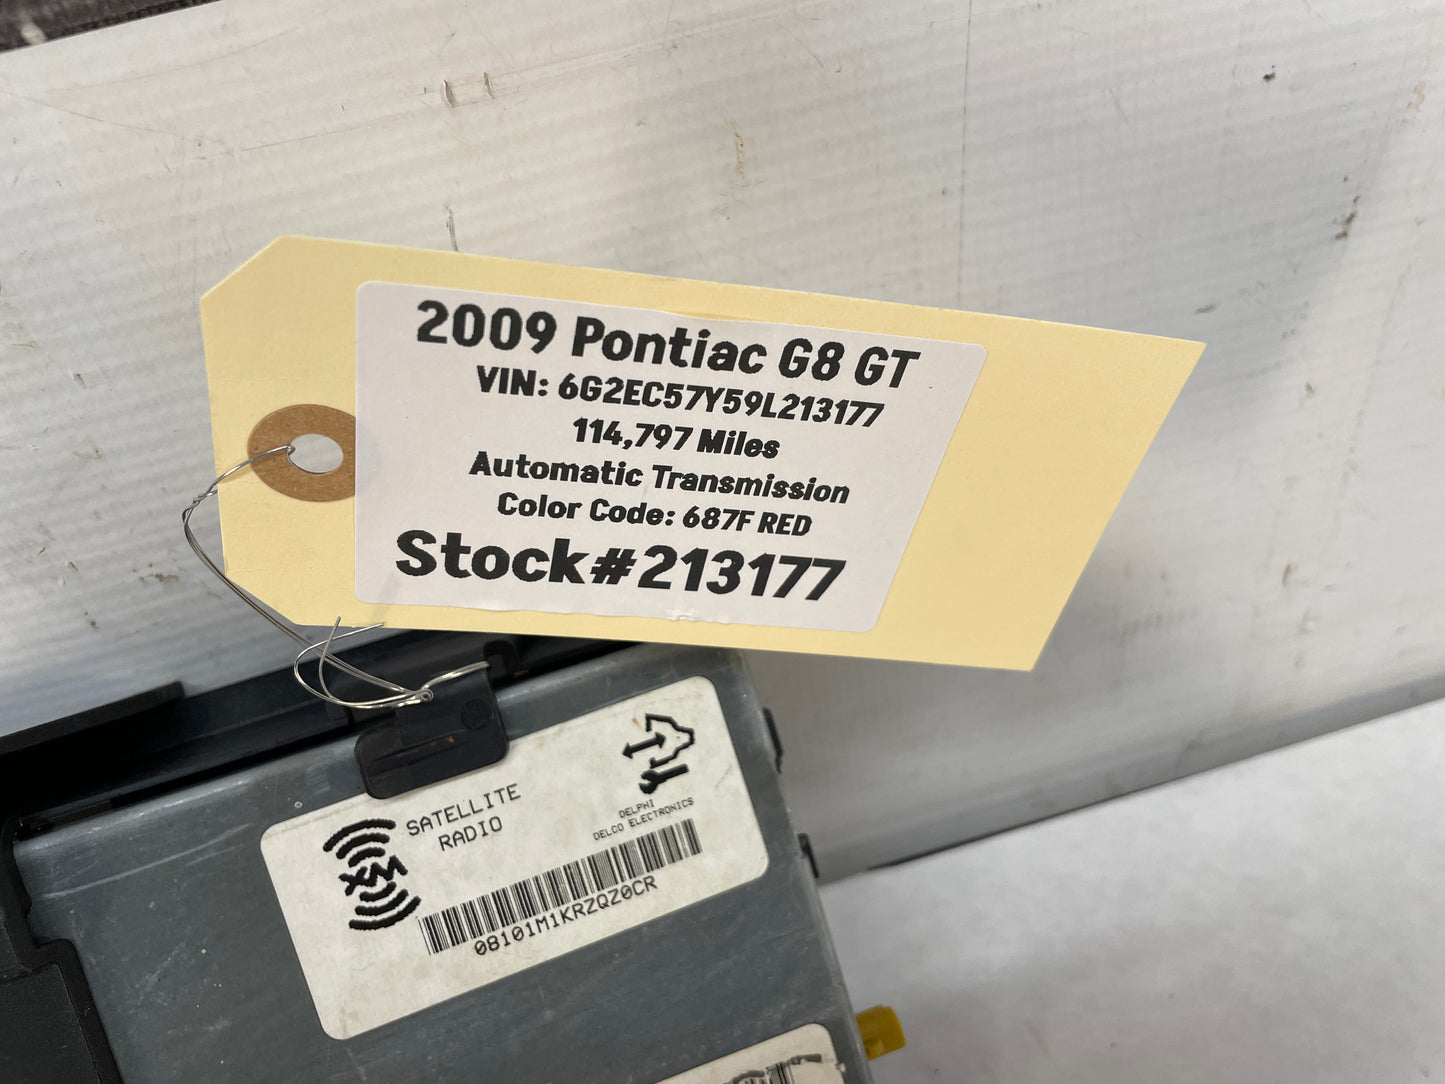 2009 Pontiac G8 GT
VIN: 6G2EC57Y59L213177
114,797 Miles
Automatic Transmission
Color Code: 687F RED
Stock#213177
SATELLITE
RADIO
XM
DELPHI
DELCO ELECTRONICS
08101M1KRZQZ0CR